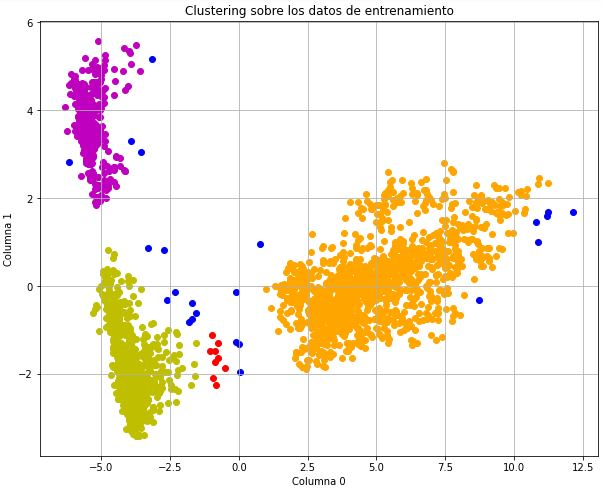 Clustering sobre los datos de entrenamiento
6
4
2
0
−2
Columna 1
−5.0 −2.5 0.0 2.5 5.0 7.5 10.0 12.5
Columna 0